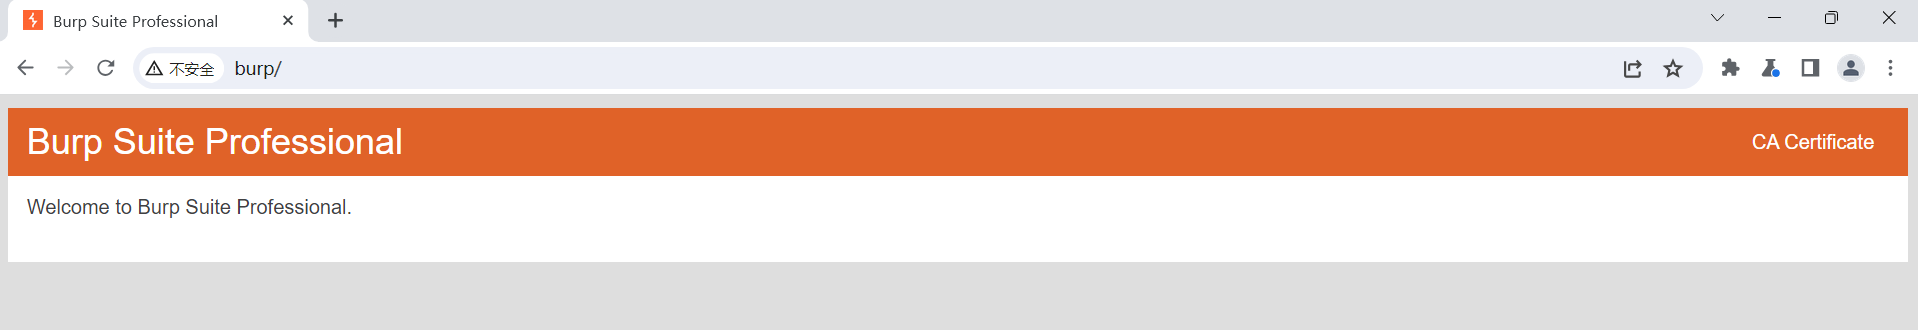 Burp Suite Professional
不安全 burp/
Burp Suite Professional
CA Certificate
Welcome to Burp Suite Professional.